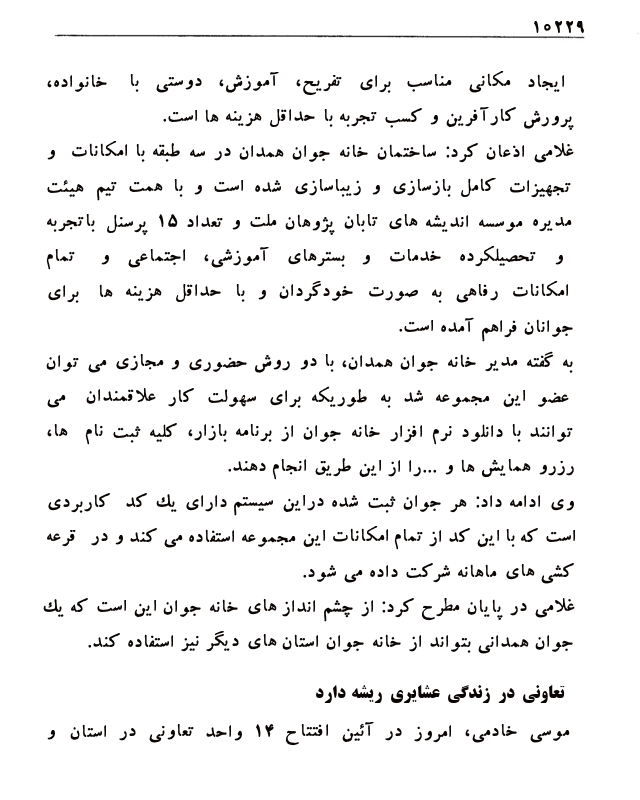 ۱۰۲۲۹
ایجاد مکانی مناسب برای تفریح، آموزش، دوستی با خانواده،
پرورش کارآفرین و کسب تجربه با حداقل هزینه ها است.
غلامی اذعان کرد: ساختمان خانه جوان همدان در سه طبقه با امکانات و
تجهیزات کامل بازسازی و زیباسازی شده است و با همت تیم هیئت
مدیره موسسه اندیشه های تابان پژوهان ملت و تعداد ۱۵ پرسنل باتجربه
و تحصیلکرده خدمات و بسترهای آموزشی، اجتماعی و تمام
امکانات رفاهی به صورت خودگردان و با حداقل هزینه ها برای
جوانان فراهم آمده است.
به گفته مدیر خانه جوان همدان، با دو روش حضوری و مجازی می توان
عضو این مجموعه شد به طوریکه برای سهولت کار علاقمندان می
توانند با دانلود نرم افزار خانه جوان از برنامه بازار، کلیه ثبت نام ها،
رزرو همایش ها و ...را از این طریق انجام دهند.
وی ادامه داد: هر جوان ثبت شده دراین سیستم دارای یك كد کاربردی
است که با این کد از تمام امکانات این مجموعه استفاده می کند و در قرعه
کشی های ماهانه شرکت داده می شود.
غلامی در پایان مطرح کرد: از چشم انداز های خانه جوان این است که یك
جوان همدانی بتواند از خانه جوان استان های دیگر نیز استفاده کند.
تعاونی در زندگی عشایری ریشه دارد
موسی خادمی، امروز در آئین افتتاح ۱۴ واحد تعاونی در استان و